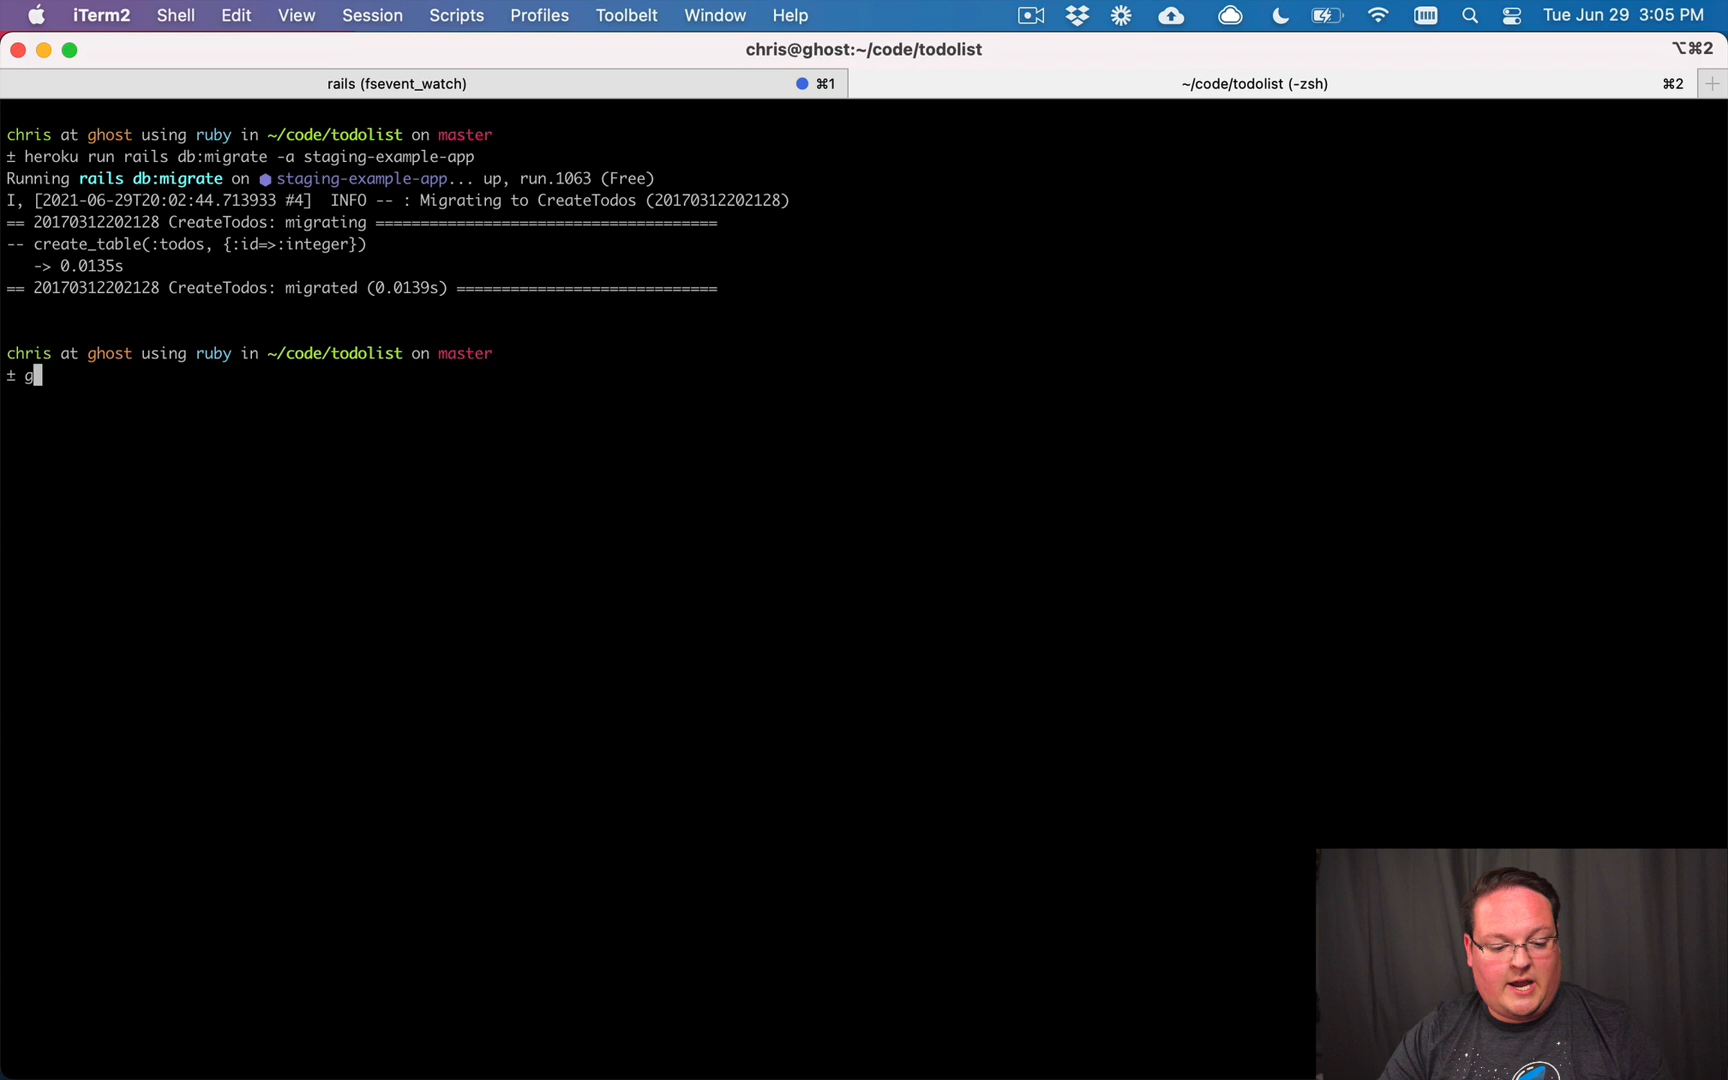 iTerm2 Shell Edit View Session Scripts Profiles Toolbelt Window Help Tue Jun 29 3:05 PM
chris@ghost:~/code/todolist ⌥⌘2
rails (fsevent_watch) ⌘1 ~/code/todolist (-zsh) ⌘2
chris at ghost using ruby in ~/code/todolist on master
± heroku run rails db:migrate -a staging-example-app
Running rails db:migrate on ⬢ staging-example-app... up, run.1063 (Free)
I, [2021-06-29T20:02:44.713933 #4]  INFO -- : Migrating to CreateTodos (20170312202128)
== 20170312202128 CreateTodos: migrating ======================================
-- create_table(:todos, {:id=>:integer})
   -> 0.0135s
== 20170312202128 CreateTodos: migrated (0.0139s) =============================
chris at ghost using ruby in ~/code/todolist on master
± g